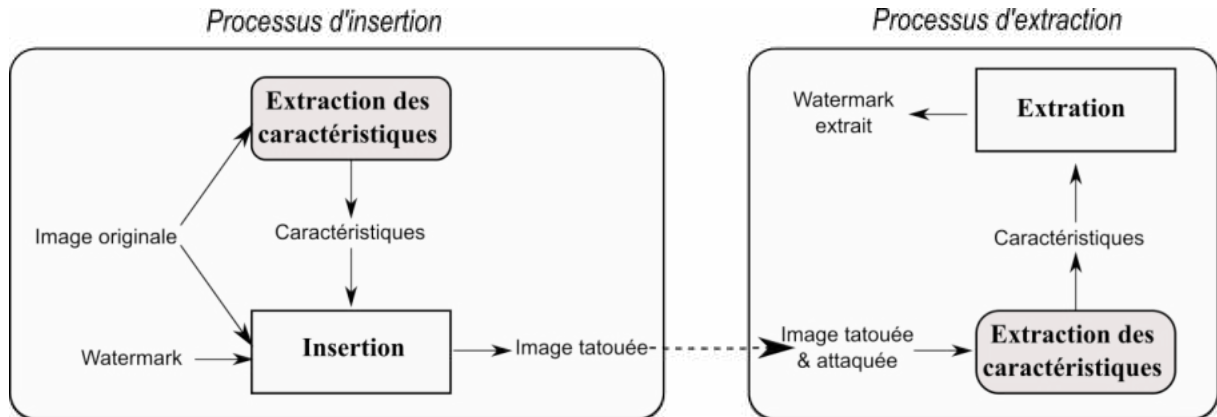 Processus d'insertion
Extraction des
caractéristiques
Image originale
Caractéristiques
Watermark
Insertion
Image tatouée
Processus d'extraction
Watermark
extrait
Extration
Caractéristiques
Image tatouée
& attaquée
Extraction des
caractéristiques